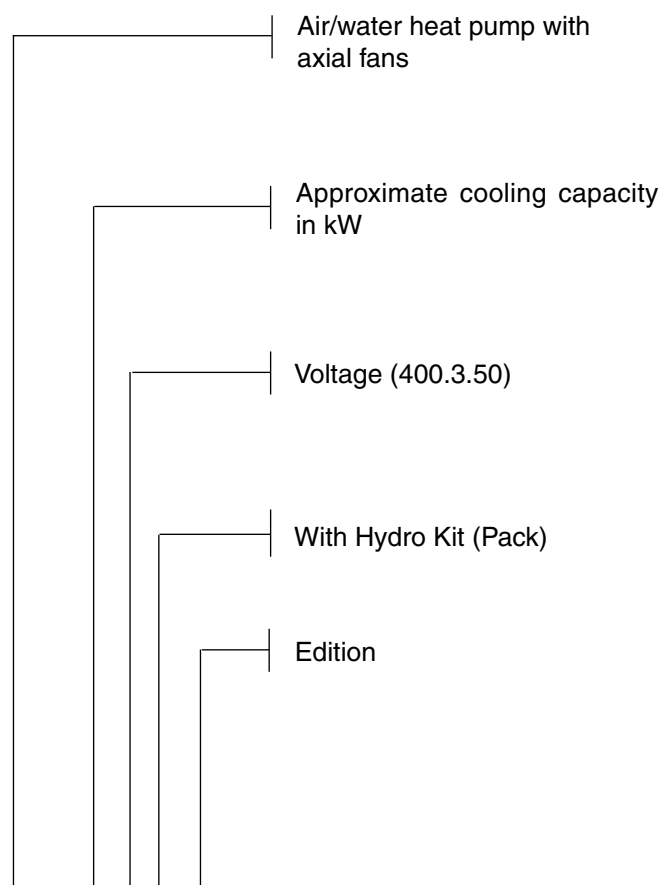 Air/water heat pump with
axial fans
Approximate cooling capacity
in kW
Voltage (400.3.50)
With Hydro Kit (Pack)
Edition